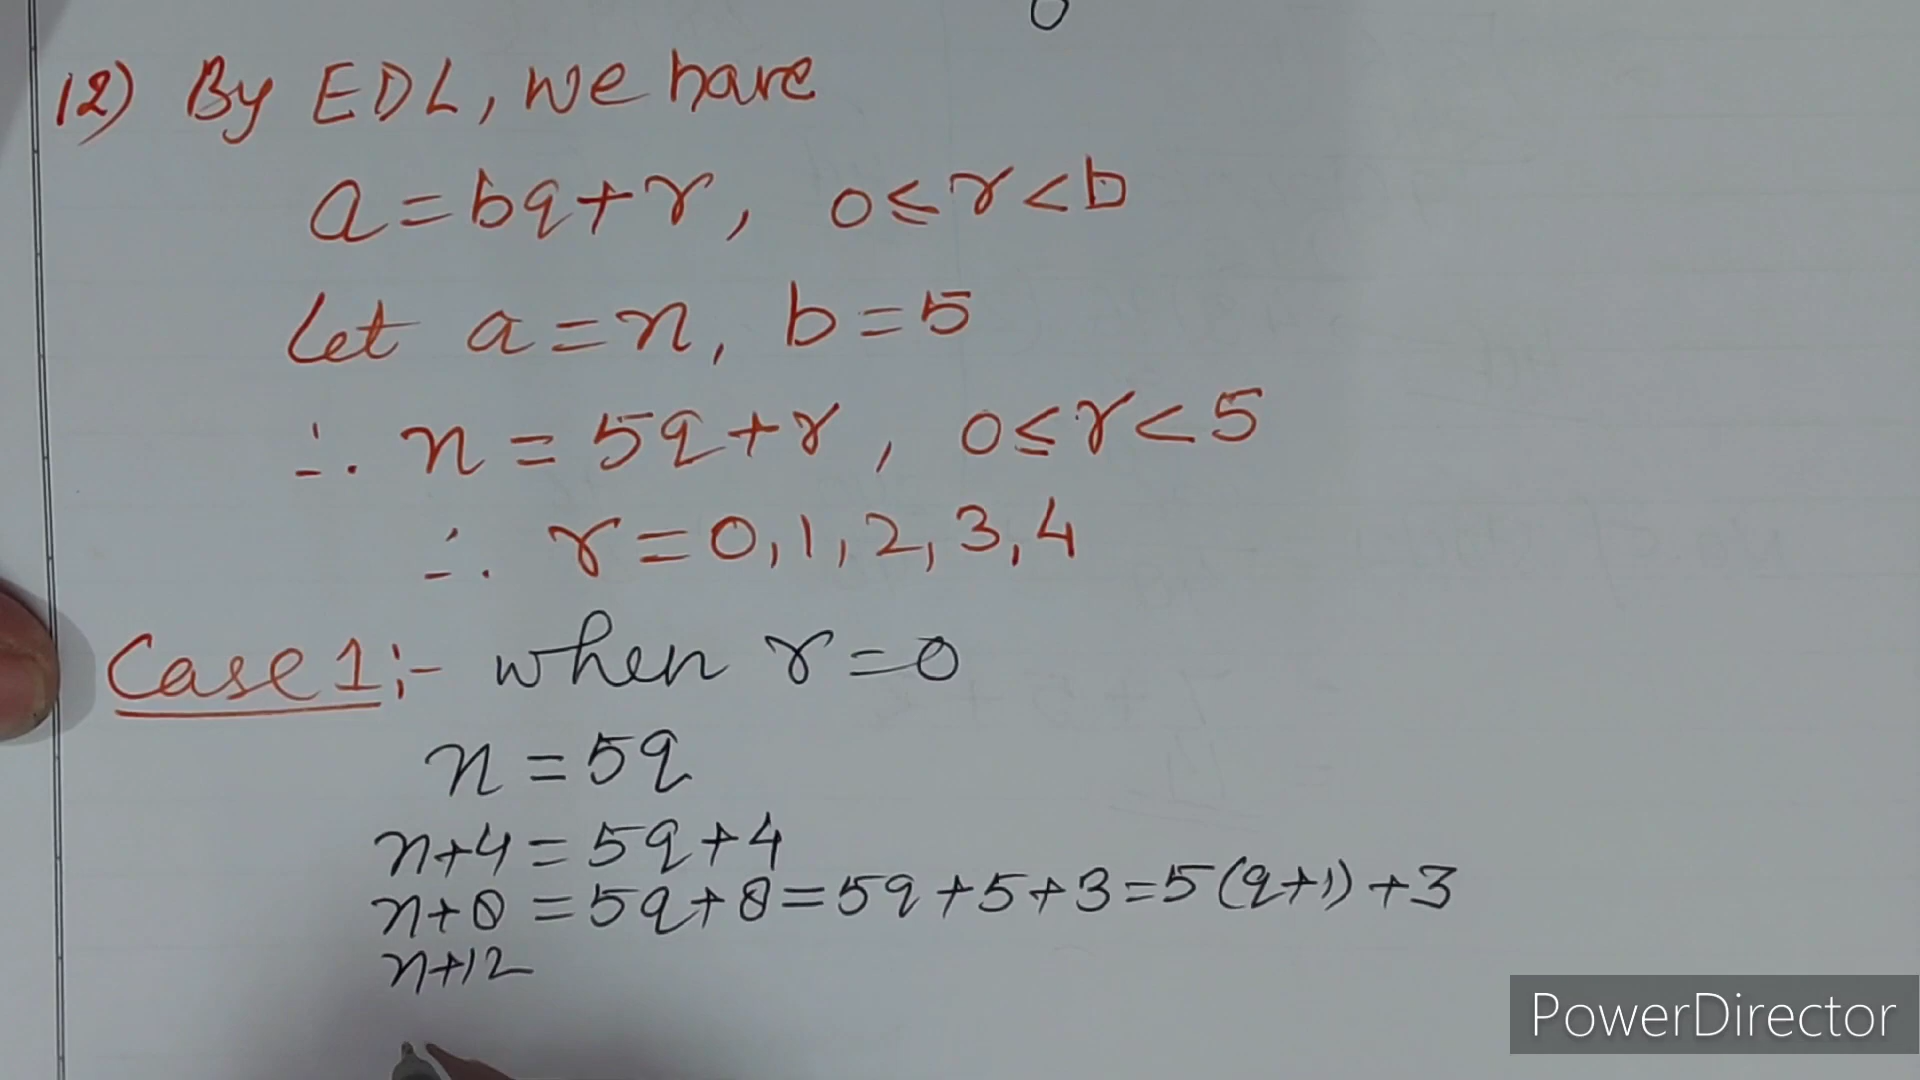 12) By EDL, we have
a = bq + r, 0 ≤ r < b
Let a = n, b = 5
∴ n = 5q + r, 0 ≤ r < 5
∴ r = 0, 1, 2, 3, 4
Case 1:- when r = 0
n = 5q
n+4 = 5q+4
n+8 = 5q+8 = 5q+5+3 = 5(q+1)+3
n+12
PowerDirector